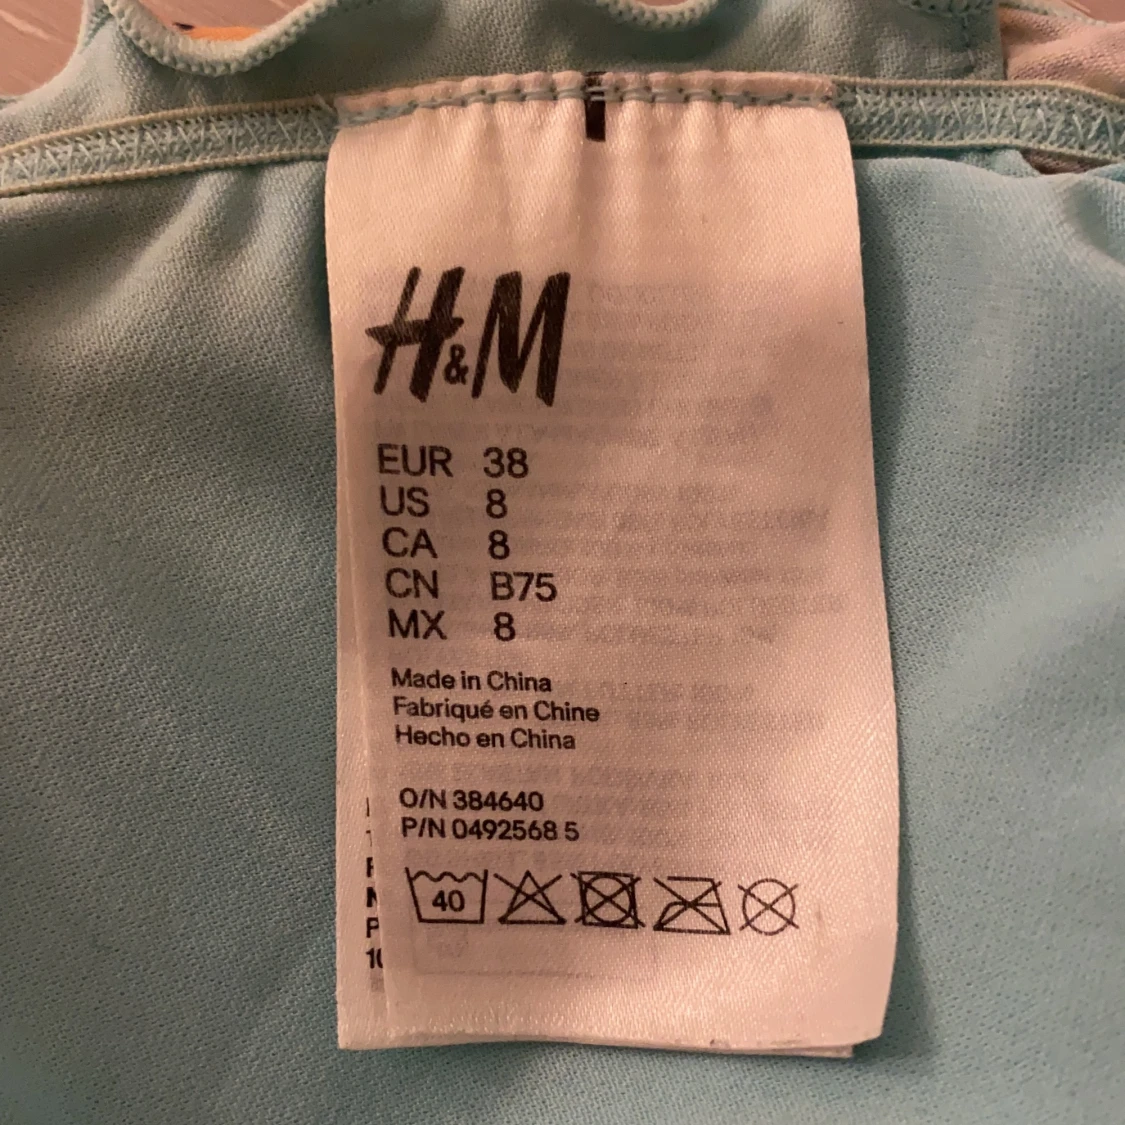 H&M
EUR 38
US 8
CA 8
CN B75
MX 8
Made in China
Fabriqué en Chine
Hecho en China
O/N 384640
P/N 0492568 5
40
P
10